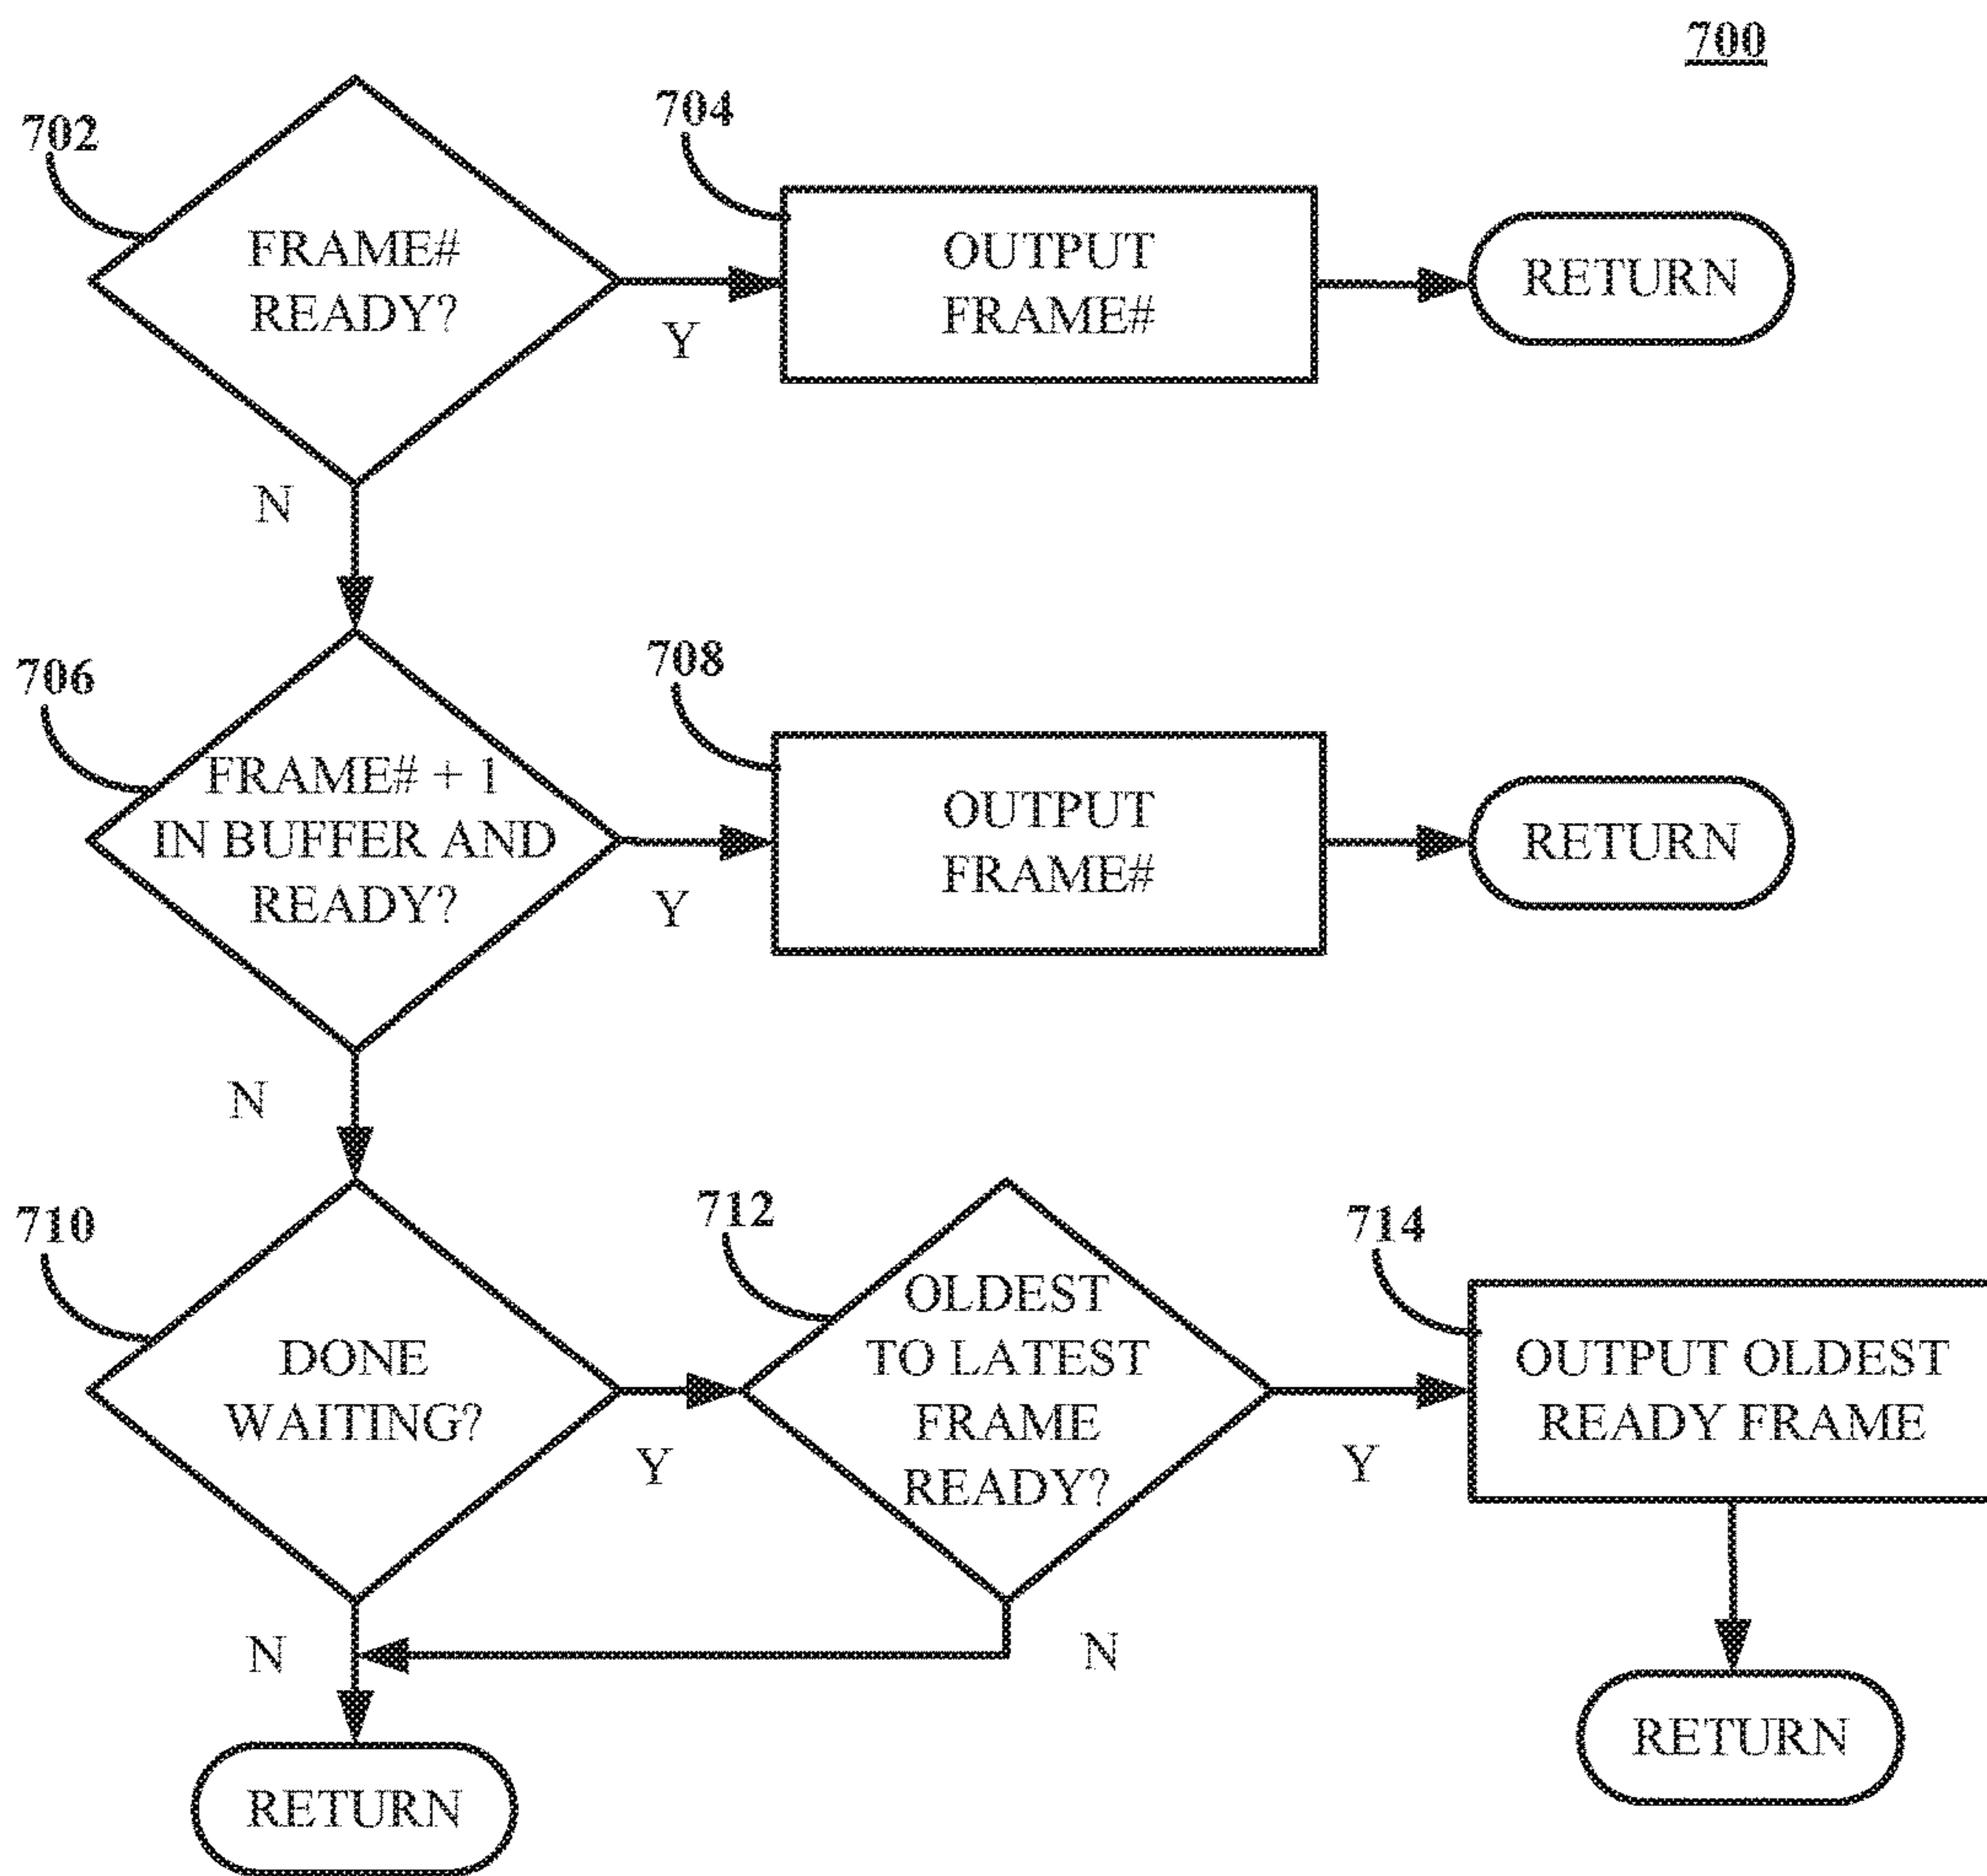 700
702
704
FRAME#
READY?
Y
OUTPUT
FRAME#
RETURN
N
706
708
FRAME# + 1
IN BUFFER AND
READY?
Y
OUTPUT
FRAME#
RETURN
N
710
712
714
DONE
WAITING?
Y
OLDEST
TO LATEST
FRAME
READY?
Y
OUTPUT OLDEST
READY FRAME
N
N
RETURN
RETURN